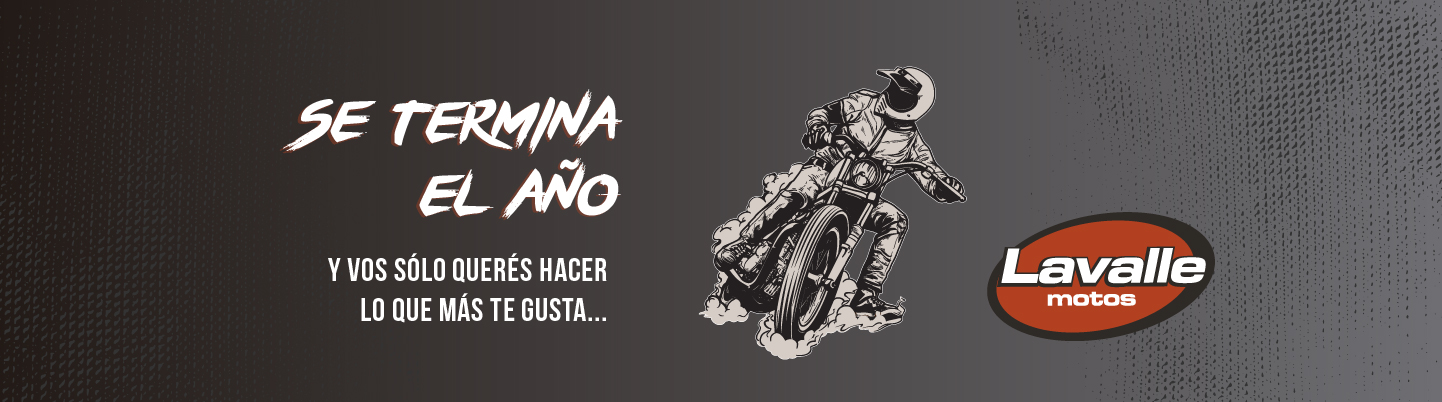 SE TERMINA
EL AÑO
Y VOS SÓLO QUERÉS HACER
LO QUE MÁS TE GUSTA...
Lavalle
motos